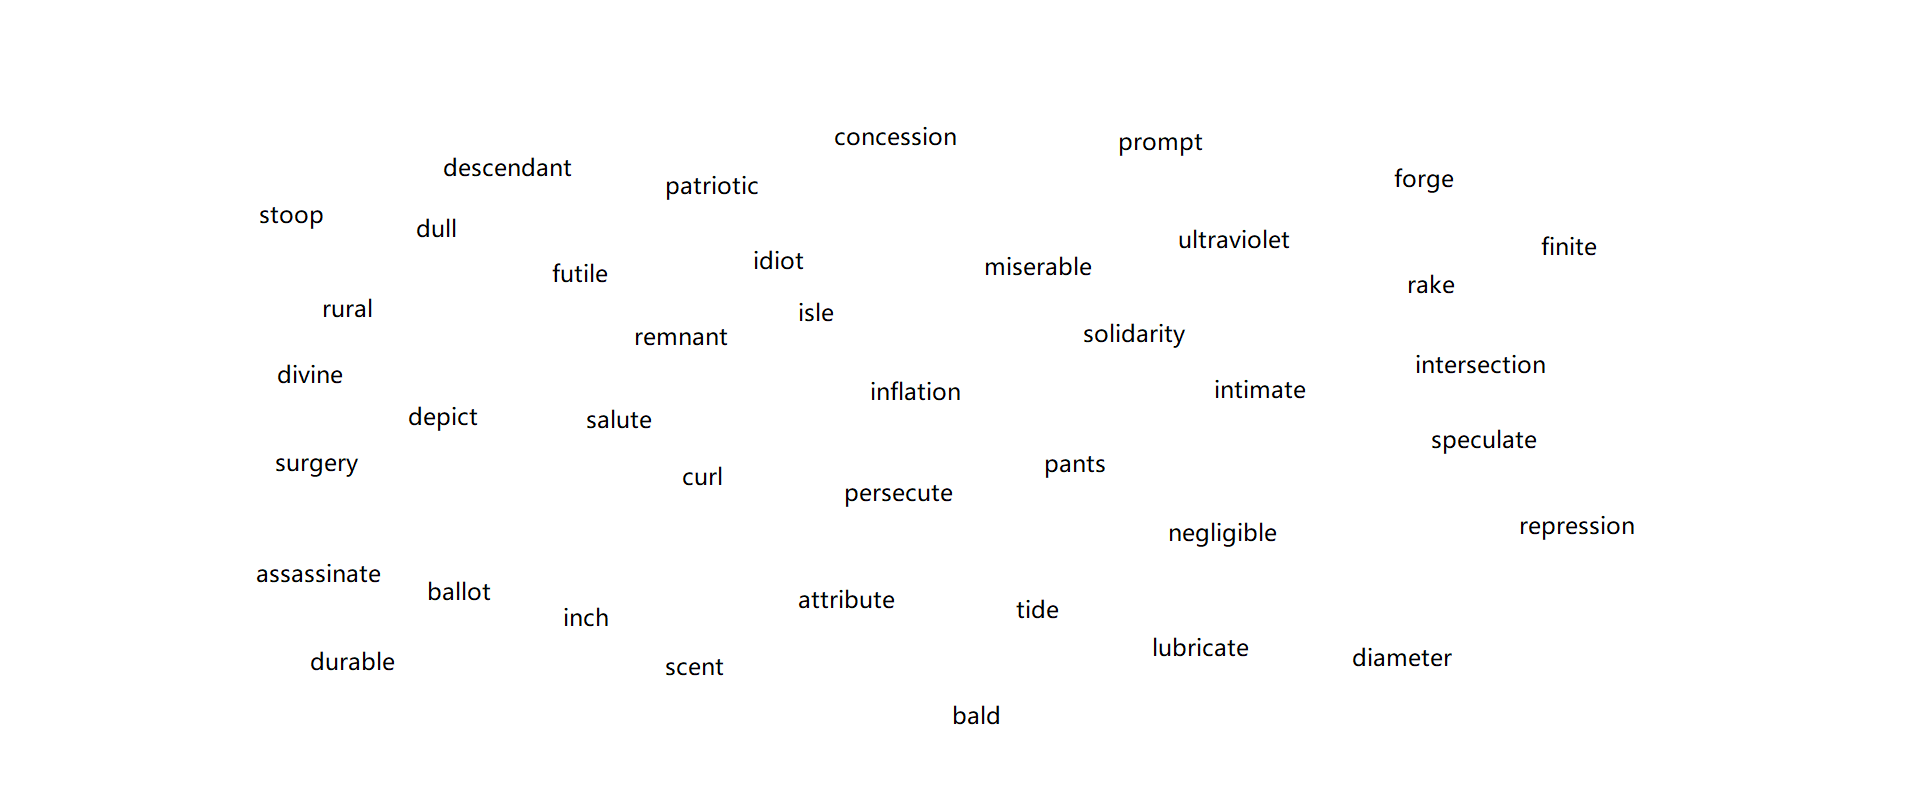 concession
prompt
descendant
patriotic
forge
stoop
dull
ultraviolet
finite
idiot
miserable
futile
rake
rural
isle
solidarity
remnant
intersection
divine
inflation
intimate
depict
salute
speculate
surgery
pants
curl
persecute
repression
negligible
assassinate
ballot
attribute
tide
inch
lubricate
diameter
durable
scent
bald